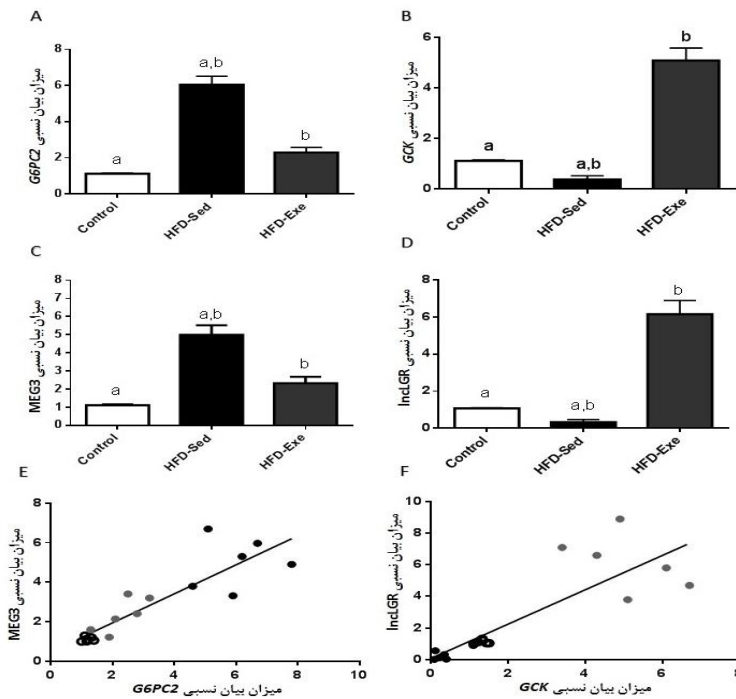 A
میزان بیان نسبی G6PC2
8
6
4
2
0
a
a,b
b
Control
HFD-Sed
HFD-Exe
B
میزان بیان نسبی GCK
6
4
2
0
a
a,b
b
Control
HFD-Sed
HFD-Exe
C
میزان بیان نسبی MEG3
8
7
6
5
4
3
2
1
0
a
a,b
b
Control
HFD-Sed
HFD-Exe
D
میزان بیان نسبی lncLGR
8
6
4
2
0
a
a,b
b
Control
HFD-Sed
HFD-Exe
E
میزان بیان نسبی MEG3
8
6
4
2
0
0 2 4 6 8 10
میزان بیان نسبی G6PC2
F
میزان بیان نسبی lncLGR
10
8
6
4
2
0
0 2 4 6 8
میزان بیان نسبی GCK